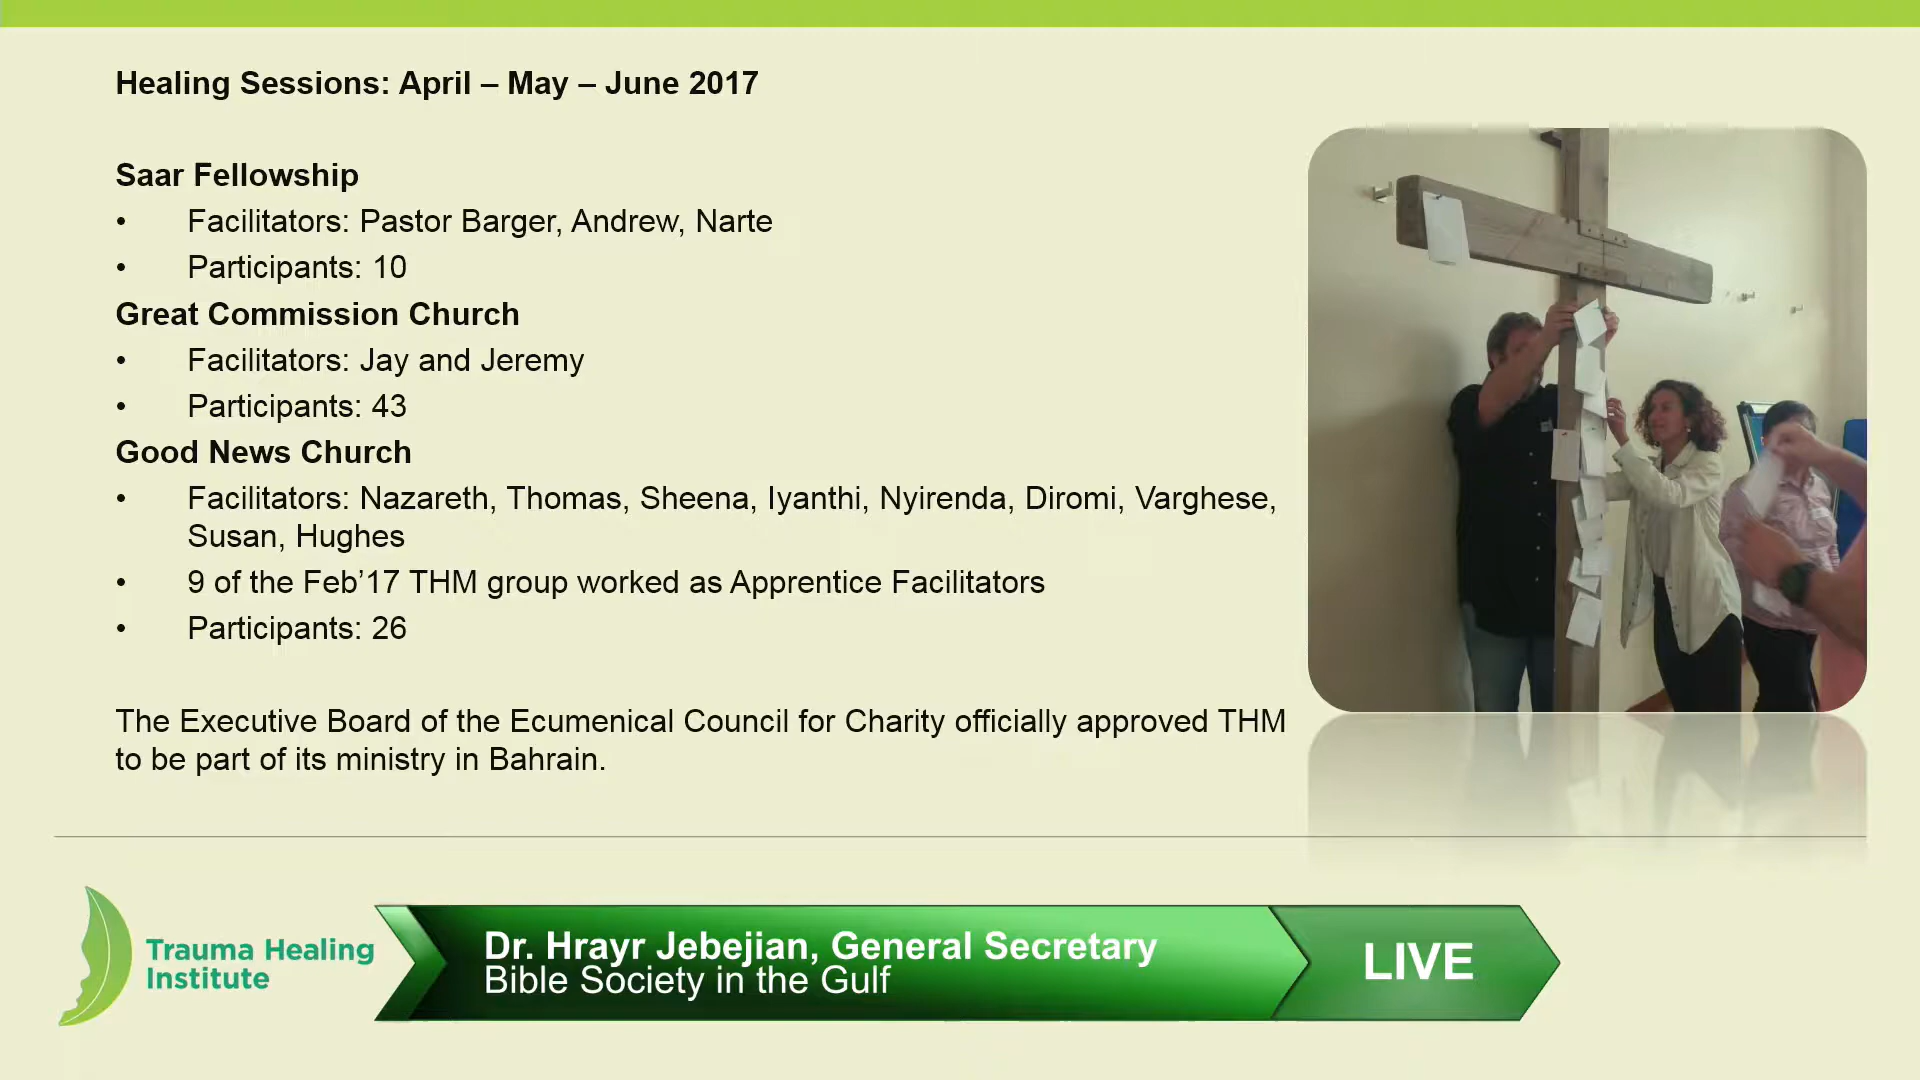 Healing Sessions: April – May – June 2017
Saar Fellowship
• Facilitators: Pastor Barger, Andrew, Narte
• Participants: 10
Great Commission Church
• Facilitators: Jay and Jeremy
• Participants: 43
Good News Church
• Facilitators: Nazareth, Thomas, Sheena, Iyanthi, Nyirenda, Diromi, Varghese,
Susan, Hughes
• 9 of the Feb’17 THM group worked as Apprentice Facilitators
• Participants: 26
The Executive Board of the Ecumenical Council for Charity officially approved THM
to be part of its ministry in Bahrain.
Trauma Healing
Institute
Dr. Hrayr Jebejian, General Secretary
Bible Society in the Gulf
LIVE